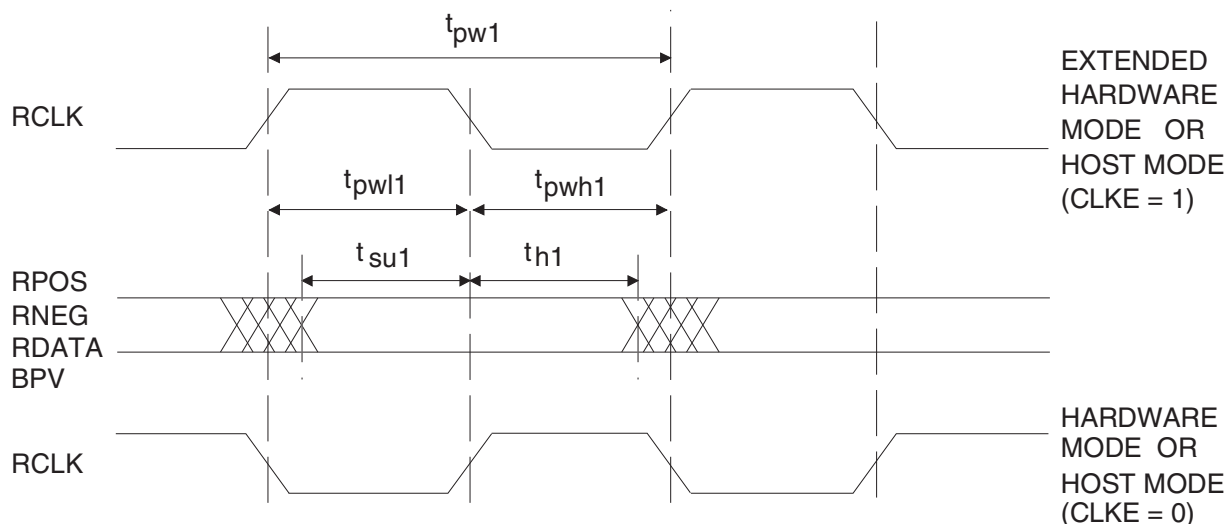 tpw1
RCLK
EXTENDED
HARDWARE
MODE OR
HOST MODE
(CLKE = 1)
tpwl1
tpwh1
tsu1
th1
RPOS
RNEG
RDATA
BPV
RCLK
HARDWARE
MODE OR
HOST MODE
(CLKE = 0)